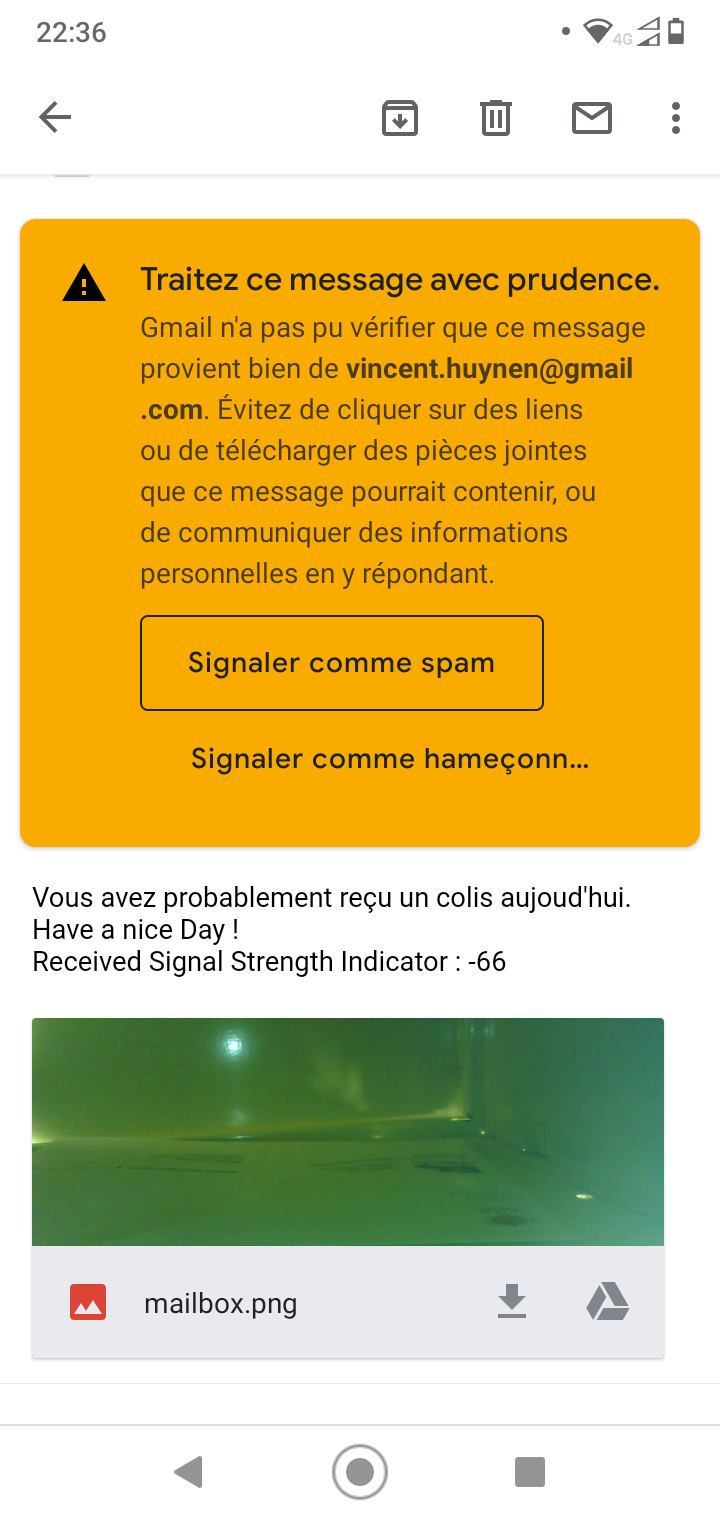 22:36
4G
Traitez ce message avec prudence.
Gmail n'a pas pu vérifier que ce message
provient bien de vincent.huynen@gmail
.com. Évitez de cliquer sur des liens
ou de télécharger des pièces jointes
que ce message pourrait contenir, ou
de communiquer des informations
personnelles en y répondant.
Signaler comme spam
Signaler comme hameçonn...
Vous avez probablement reçu un colis aujoud'hui.
Have a nice Day !
Received Signal Strength Indicator : -66
mailbox.png